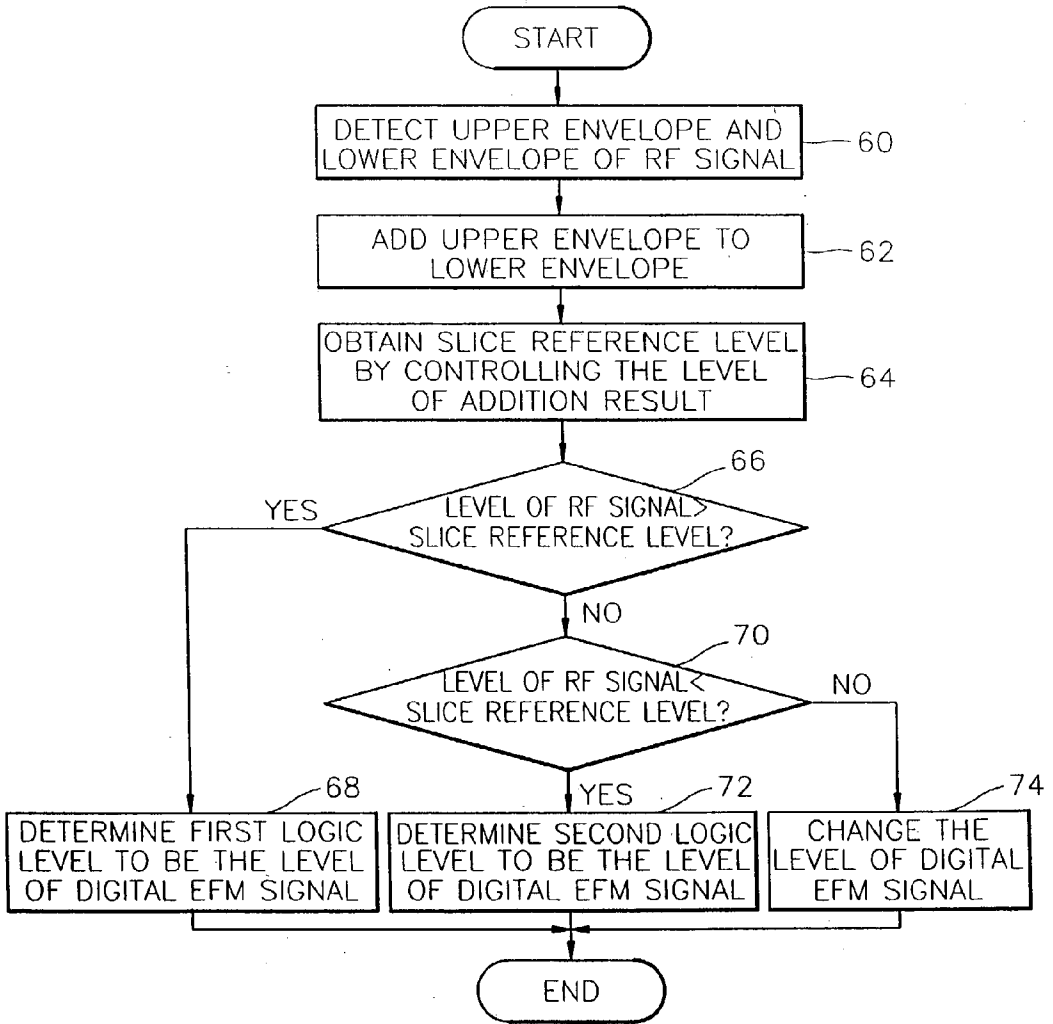 START
DETECT UPPER ENVELOPE AND
LOWER ENVELOPE OF RF SIGNAL
60
ADD UPPER ENVELOPE TO
LOWER ENVELOPE
62
OBTAIN SLICE REFERENCE LEVEL
BY CONTROLLING THE LEVEL
OF ADDITION RESULT
64
66
YES
LEVEL OF RF SIGNAL>
SLICE REFERENCE LEVEL?
NO
70
LEVEL OF RF SIGNAL<
SLICE REFERENCE LEVEL?
NO
68
YES
72
74
DETERMINE FIRST LOGIC
LEVEL TO BE THE LEVEL
OF DIGITAL EFM SIGNAL
DETERMINE SECOND LOGIC
LEVEL TO BE THE LEVEL
OF DIGITAL EFM SIGNAL
CHANGE THE
LEVEL OF DIGITAL
EFM SIGNAL
END